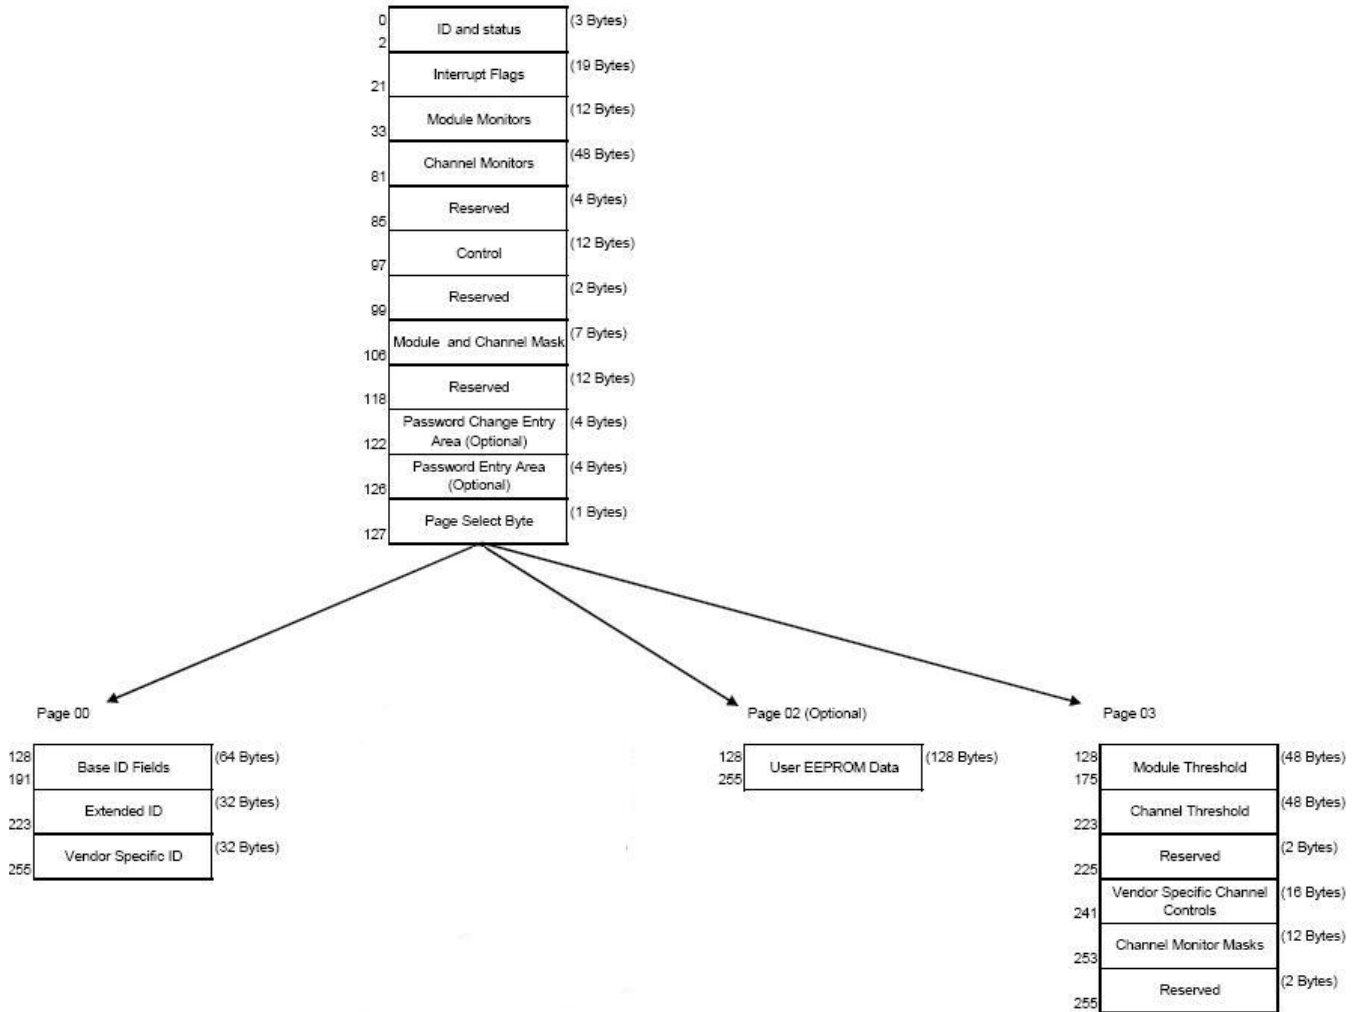 0 ID and status (3 Bytes)
2
Interrupt Flags (19 Bytes)
21
Module Monitors (12 Bytes)
33
Channel Monitors (48 Bytes)
81
Reserved (4 Bytes)
85
Control (12 Bytes)
97
Reserved (2 Bytes)
99
Module and Channel Mask (7 Bytes)
106
Reserved (12 Bytes)
118
Password Change Entry (4 Bytes)
Area (Optional)
122
Password Entry Area (4 Bytes)
(Optional)
126
Page Select Byte (1 Bytes)
127
Page 00
128 Base ID Fields (64 Bytes)
191
Extended ID (32 Bytes)
223
Vendor Specific ID (32 Bytes)
255
Page 02 (Optional)
128 User EEPROM Data (128 Bytes)
255
Page 03
128 Module Threshold (48 Bytes)
175
Channel Threshold (48 Bytes)
223
Reserved (2 Bytes)
225
Vendor Specific Channel (16 Bytes)
Controls
241
Channel Monitor Masks (12 Bytes)
253
Reserved (2 Bytes)
255